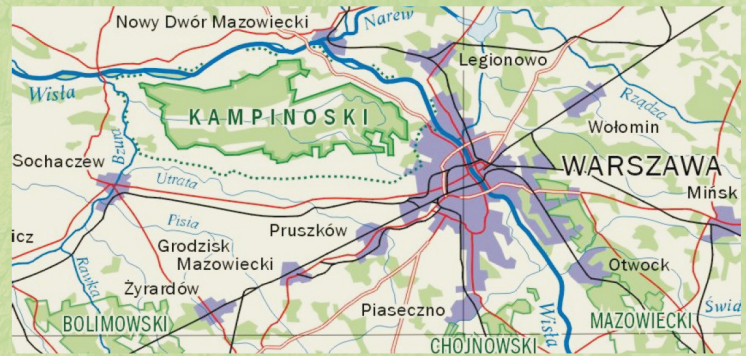 Nowy Dwór Mazowiecki
Narew
Legionowo
Wisła
KAMPINOSKI
Rządza
Wołomin
Bzura
Sochaczew
Utrata
WARSZAWA
Mińsk
Pisia
icz
Pruszków
Grodzisk
Mazowiecki
Rawka
Otwock
Żyrardów
Piaseczno
Wisła
Świd
BOLIMOWSKI
MAZOWIECKI
CHOJNOWSKI